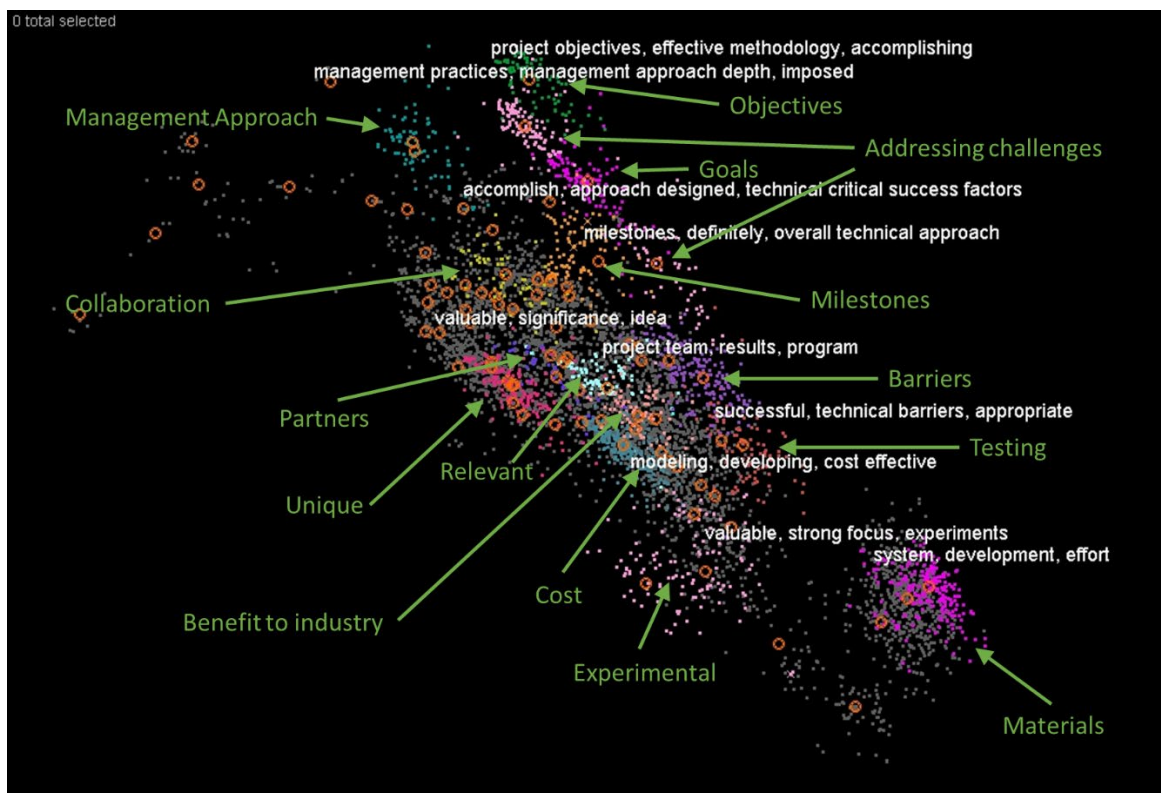 0 total selected
project objectives, effective methodology, accomplishing
management practices, management approach depth, imposed
Objectives
Management Approach
Addressing challenges
Goals
accomplish, approach designed, technical critical success factors
milestones, definitely, overall technical approach
Collaboration
Milestones
valuable, significance, idea
project team, results, program
Barriers
Partners
successful, technical barriers, appropriate
Testing
Relevant
modeling, developing, cost effective
Unique
valuable, strong focus, experiments
system, development, effort
Cost
Benefit to industry
Experimental
Materials